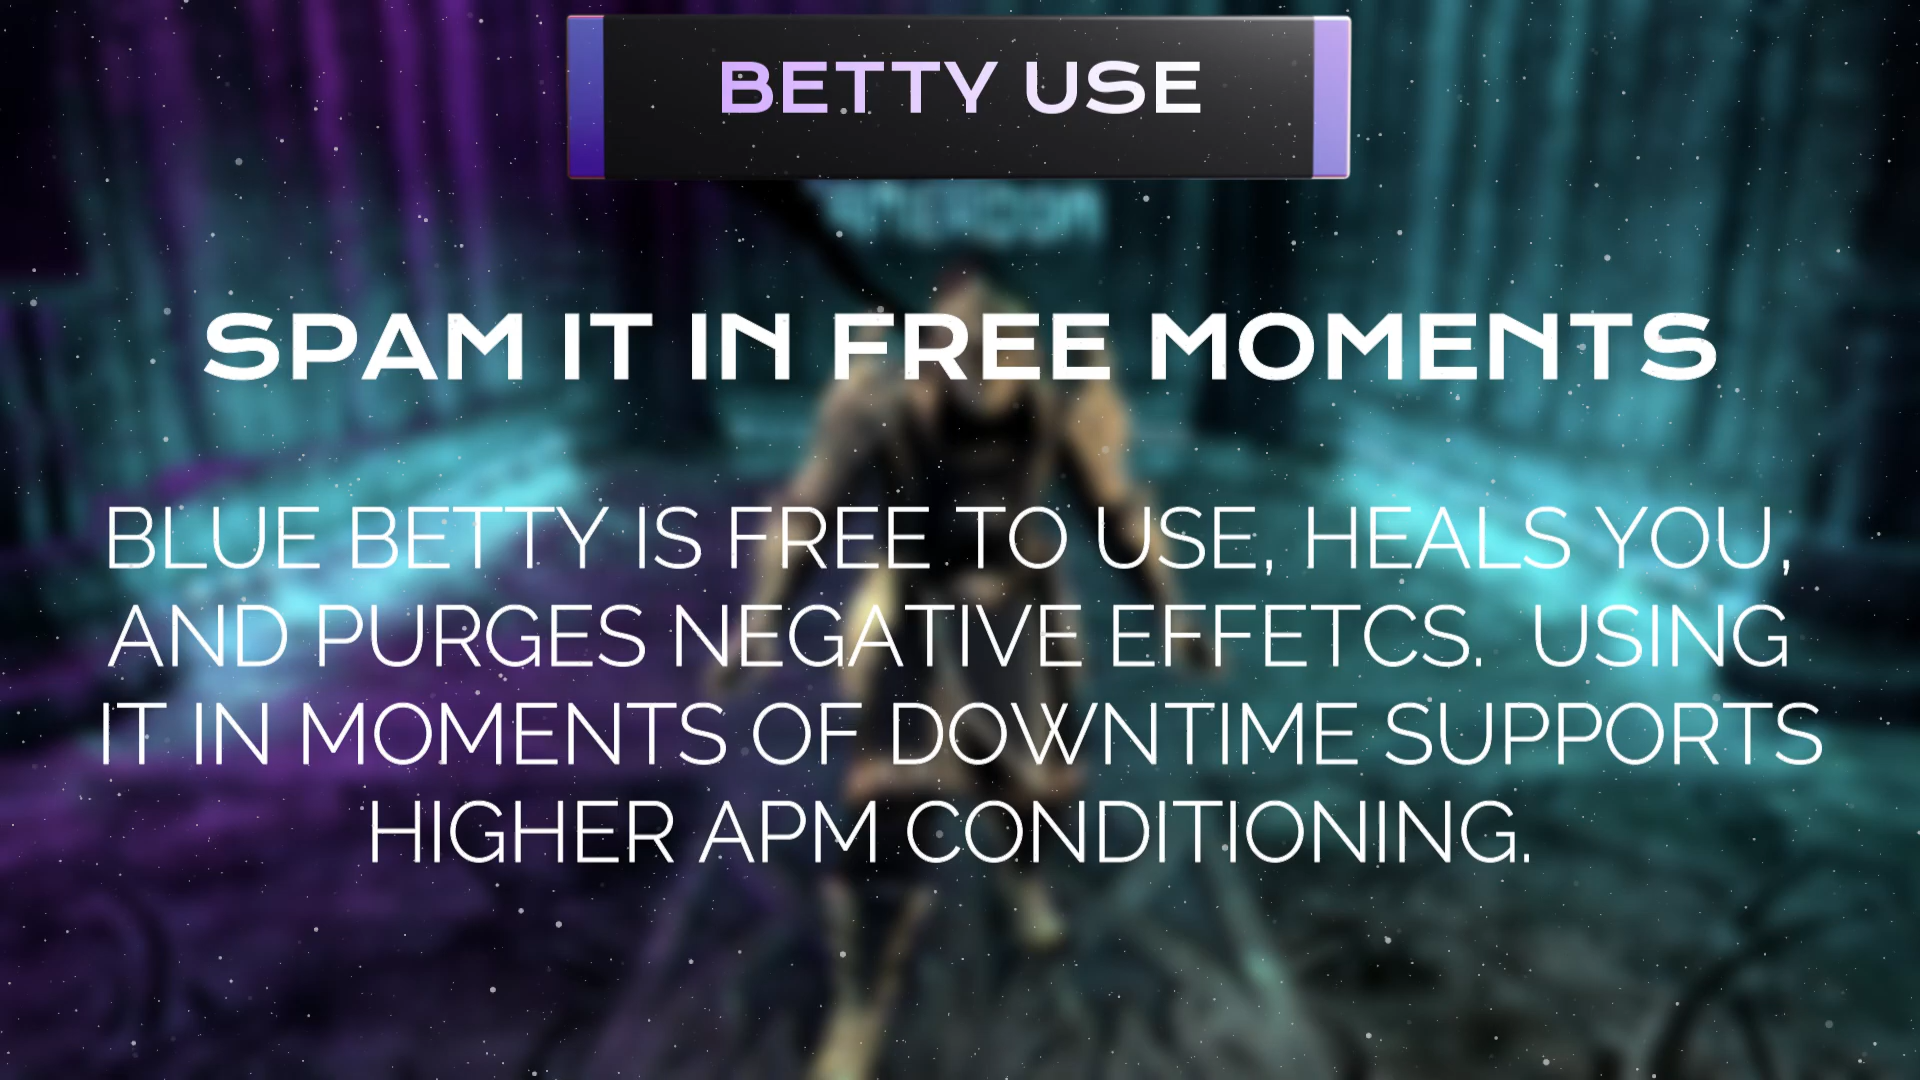 BETTY USE
SPAM IT IN FREE MOMENTS
BLUE BETTY IS FREE TO USE, HEALS YOU,
AND PURGES NEGATIVE EFFETCS.  USING
IT IN MOMENTS OF DOWNTIME SUPPORTS
HIGHER APM CONDITIONING.